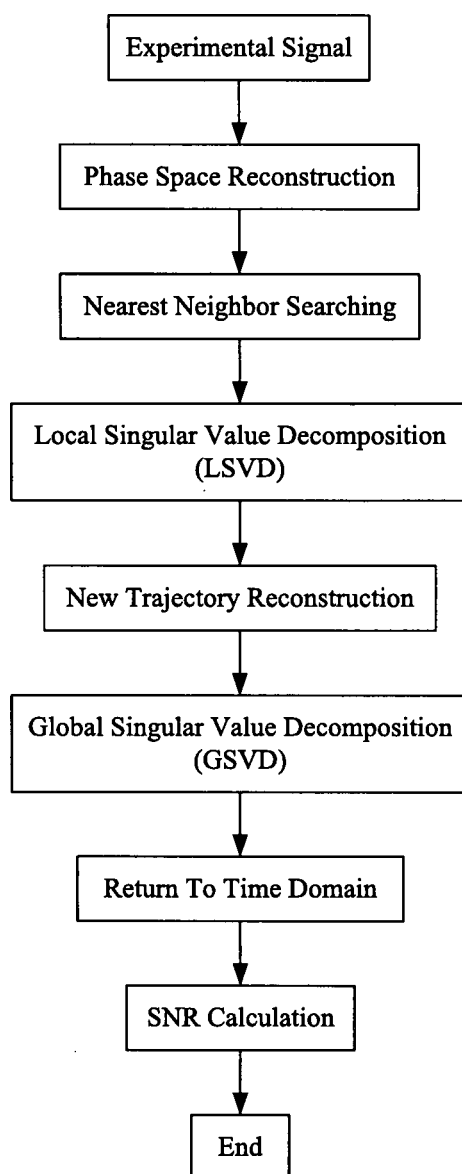 Experimental Signal
Phase Space Reconstruction
Nearest Neighbor Searching
Local Singular Value Decomposition
(LSVD)
New Trajectory Reconstruction
Global Singular Value Decomposition
(GSVD)
Return To Time Domain
SNR Calculation
End